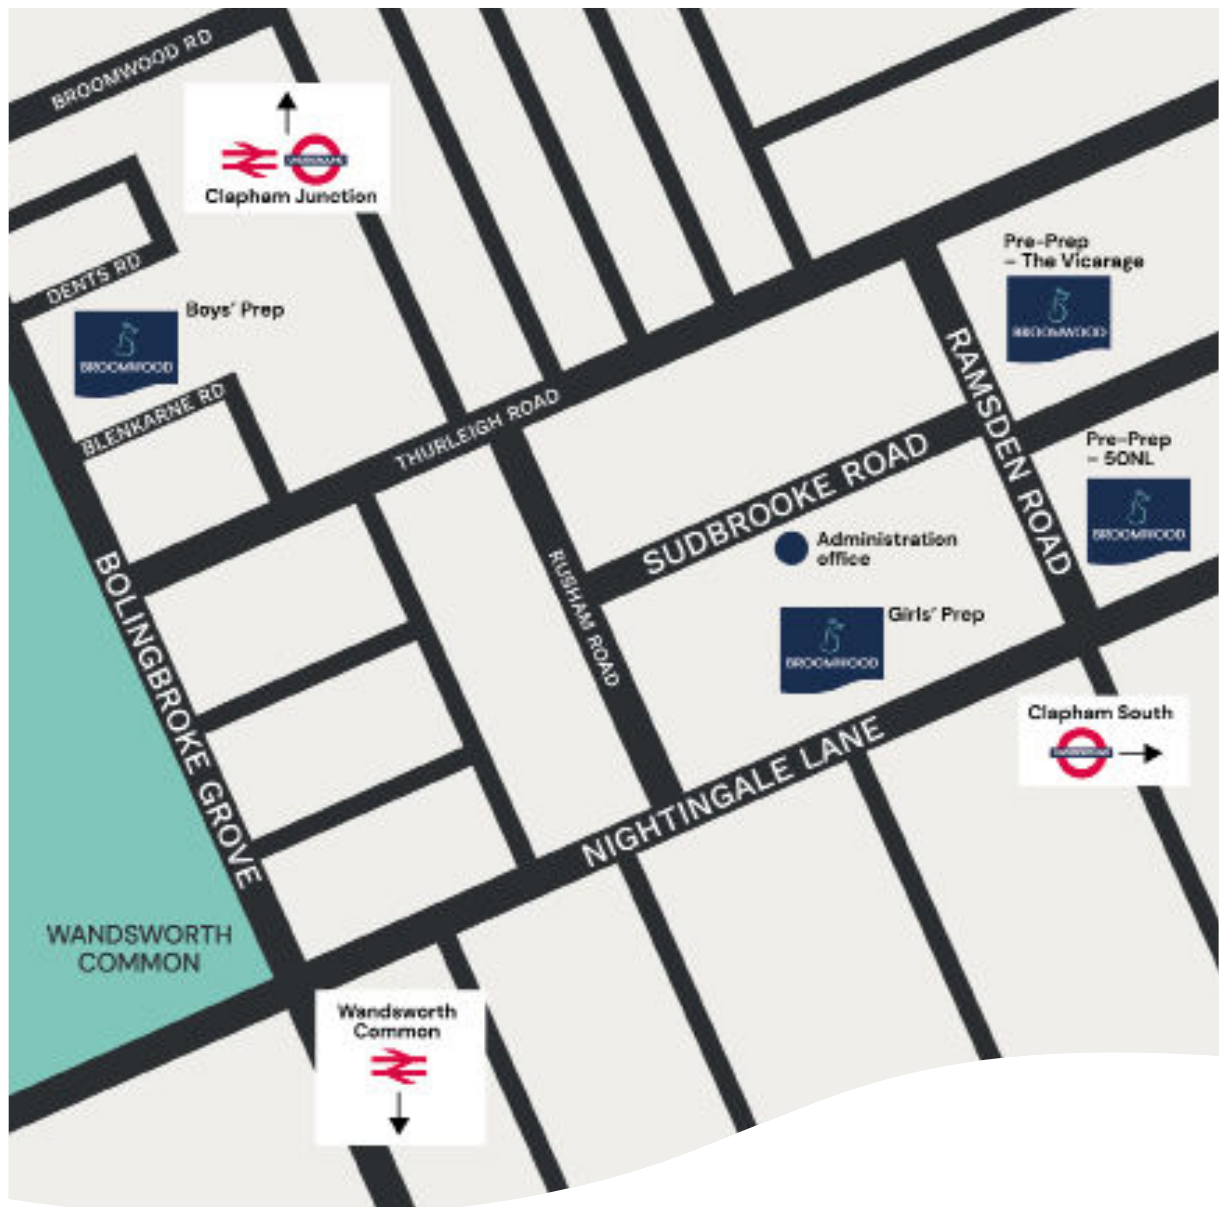 BROOMWOOD RD
Clapham Junction
DENTS RD
Boys' Prep
BROOMWOOD
BLENKARNE RD
THURLEIGH ROAD
Pre-Prep
– The Vicarage
BROOMWOOD
RAMSDEN ROAD
SUDBROOKE ROAD
Pre-Prep
– 50NL
BROOMWOOD
Administration
office
RUSHAM ROAD
Girls' Prep
BROOMWOOD
BOLINGBROKE GROVE
NIGHTINGALE LANE
Clapham South
WANDSWORTH
COMMON
Wandsworth
Common